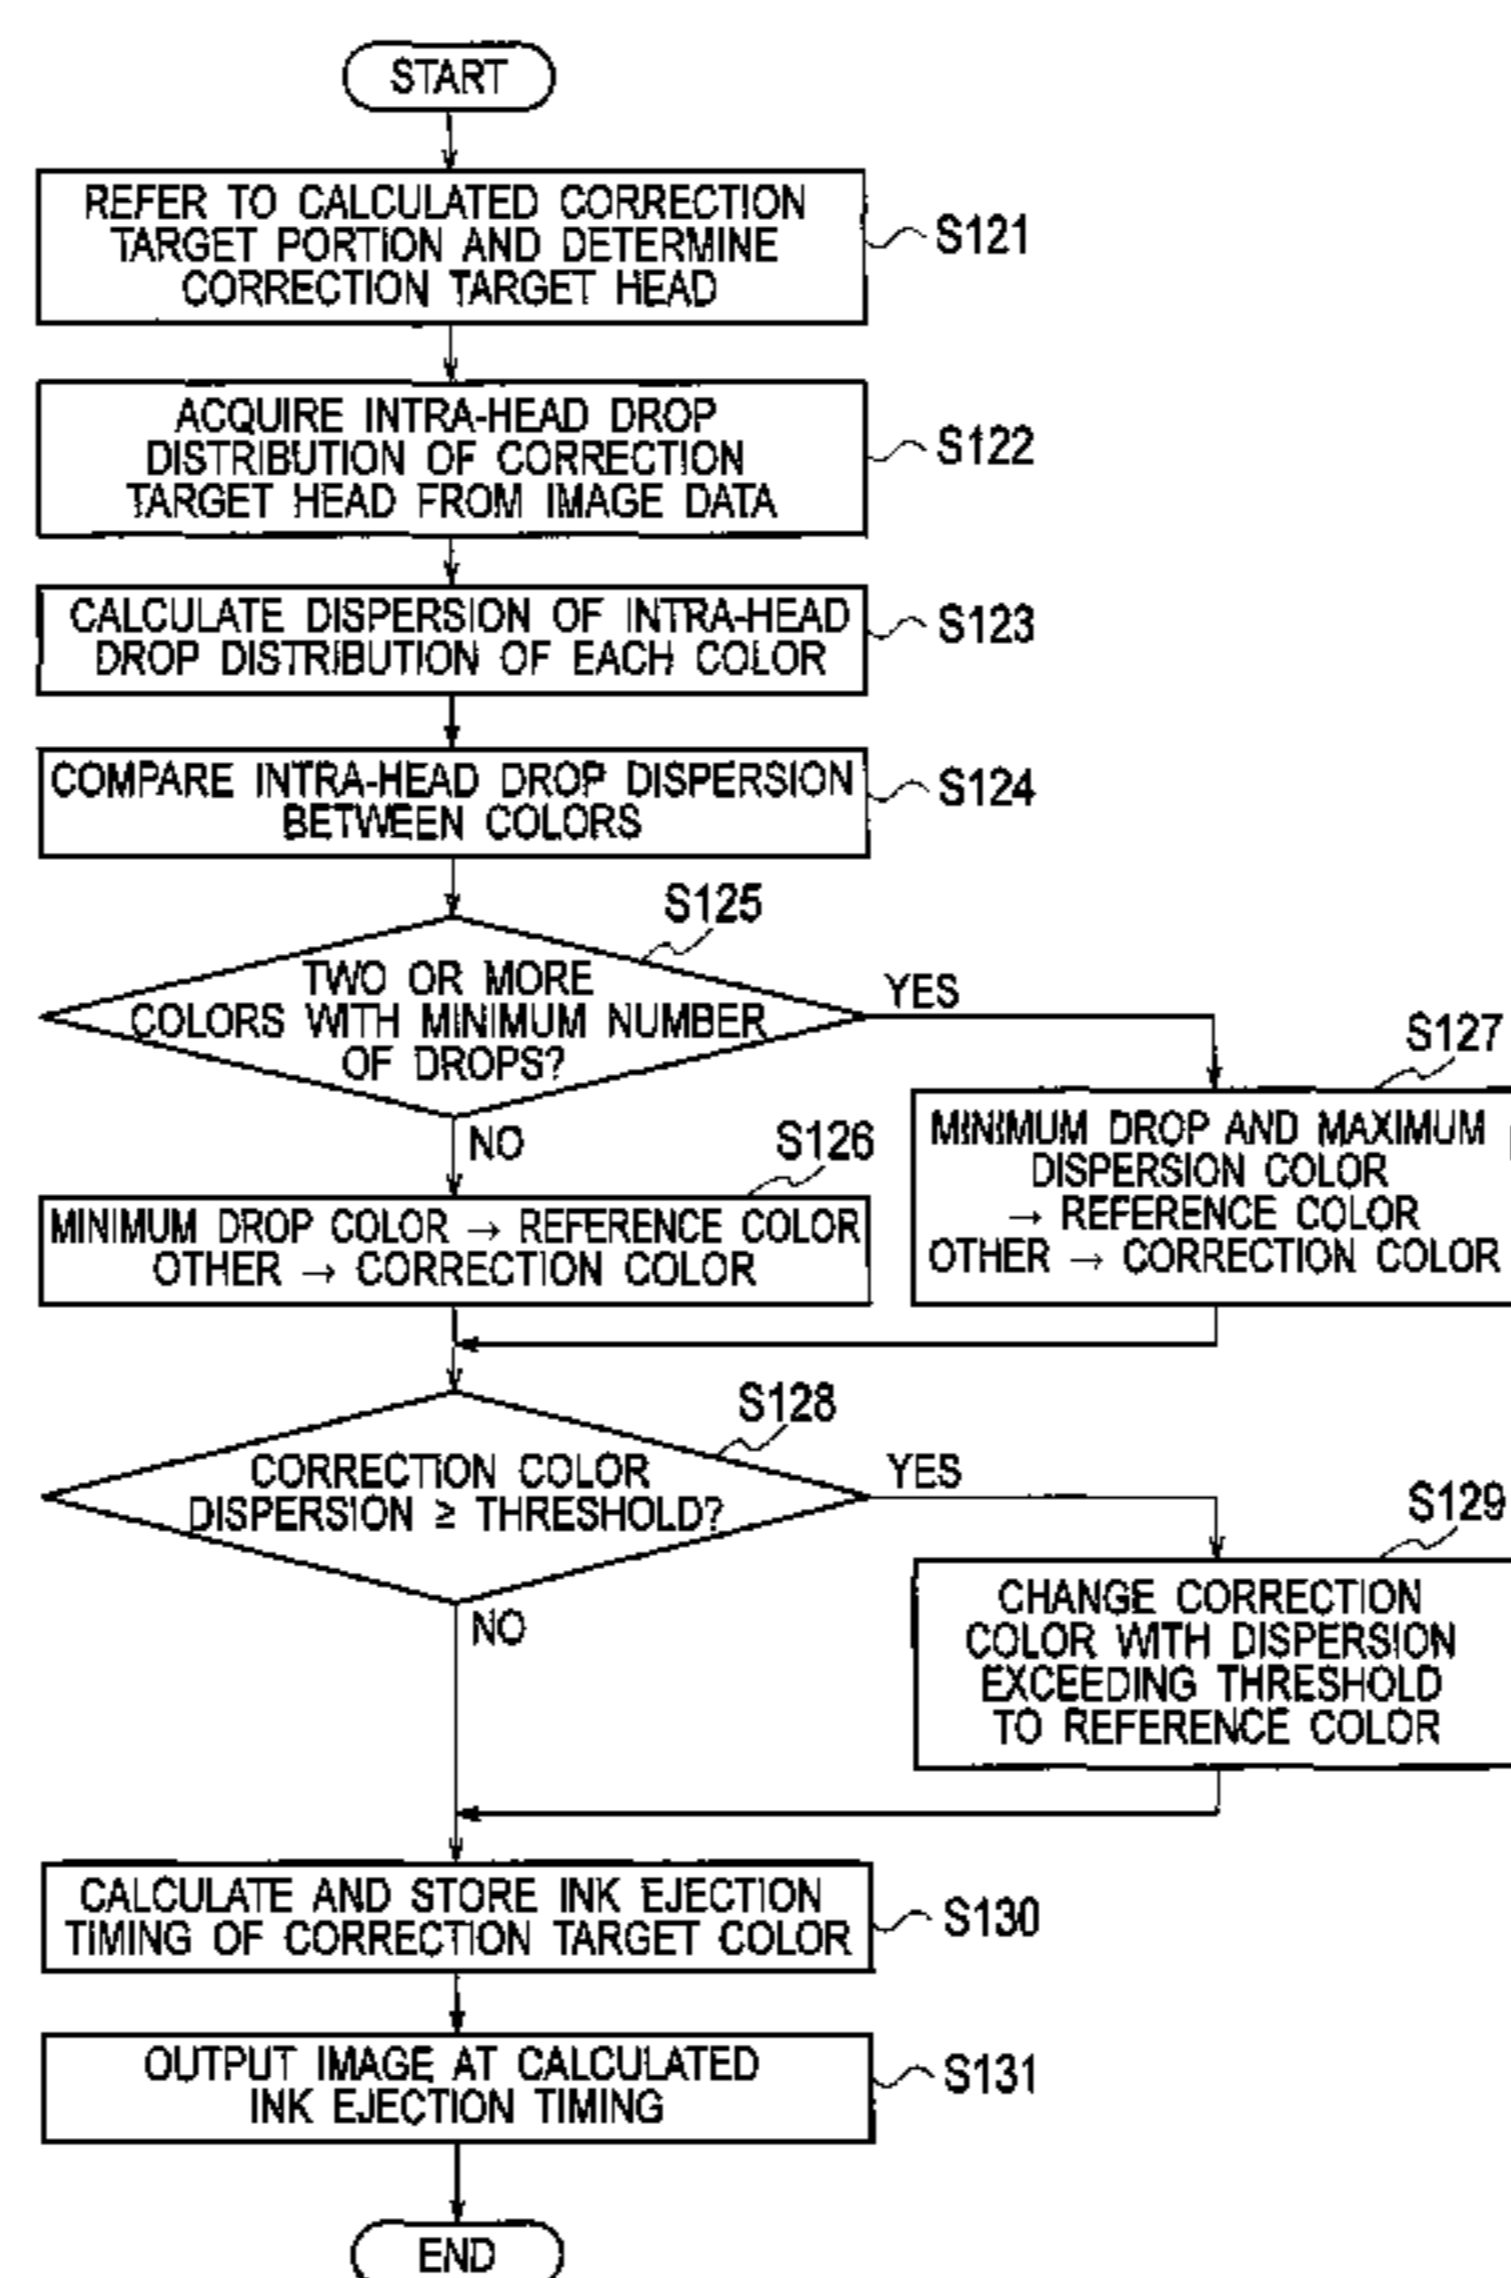 START
REFER TO CALCULATED CORRECTION
TARGET PORTION AND DETERMINE
CORRECTION TARGET HEAD
S121
ACQUIRE INTRA-HEAD DROP
DISTRIBUTION OF CORRECTION
TARGET HEAD FROM IMAGE DATA
S122
CALCULATE DISPERSION OF INTRA-HEAD
DROP DISTRIBUTION OF EACH COLOR
S123
COMPARE INTRA-HEAD DROP DISPERSION
BETWEEN COLORS
S124
S125
TWO OR MORE
COLORS WITH MINIMUM NUMBER
OF DROPS?
YES
NO
S127
MINIMUM DROP AND MAXIMUM
DISPERSION COLOR
→ REFERENCE COLOR
OTHER → CORRECTION COLOR
S126
MINIMUM DROP COLOR → REFERENCE COLOR
OTHER → CORRECTION COLOR
S128
CORRECTION COLOR
DISPERSION ≥ THRESHOLD?
YES
NO
S129
CHANGE CORRECTION
COLOR WITH DISPERSION
EXCEEDING THRESHOLD
TO REFERENCE COLOR
CALCULATE AND STORE INK EJECTION
TIMING OF CORRECTION TARGET COLOR
S130
OUTPUT IMAGE AT CALCULATED
INK EJECTION TIMING
S131
END